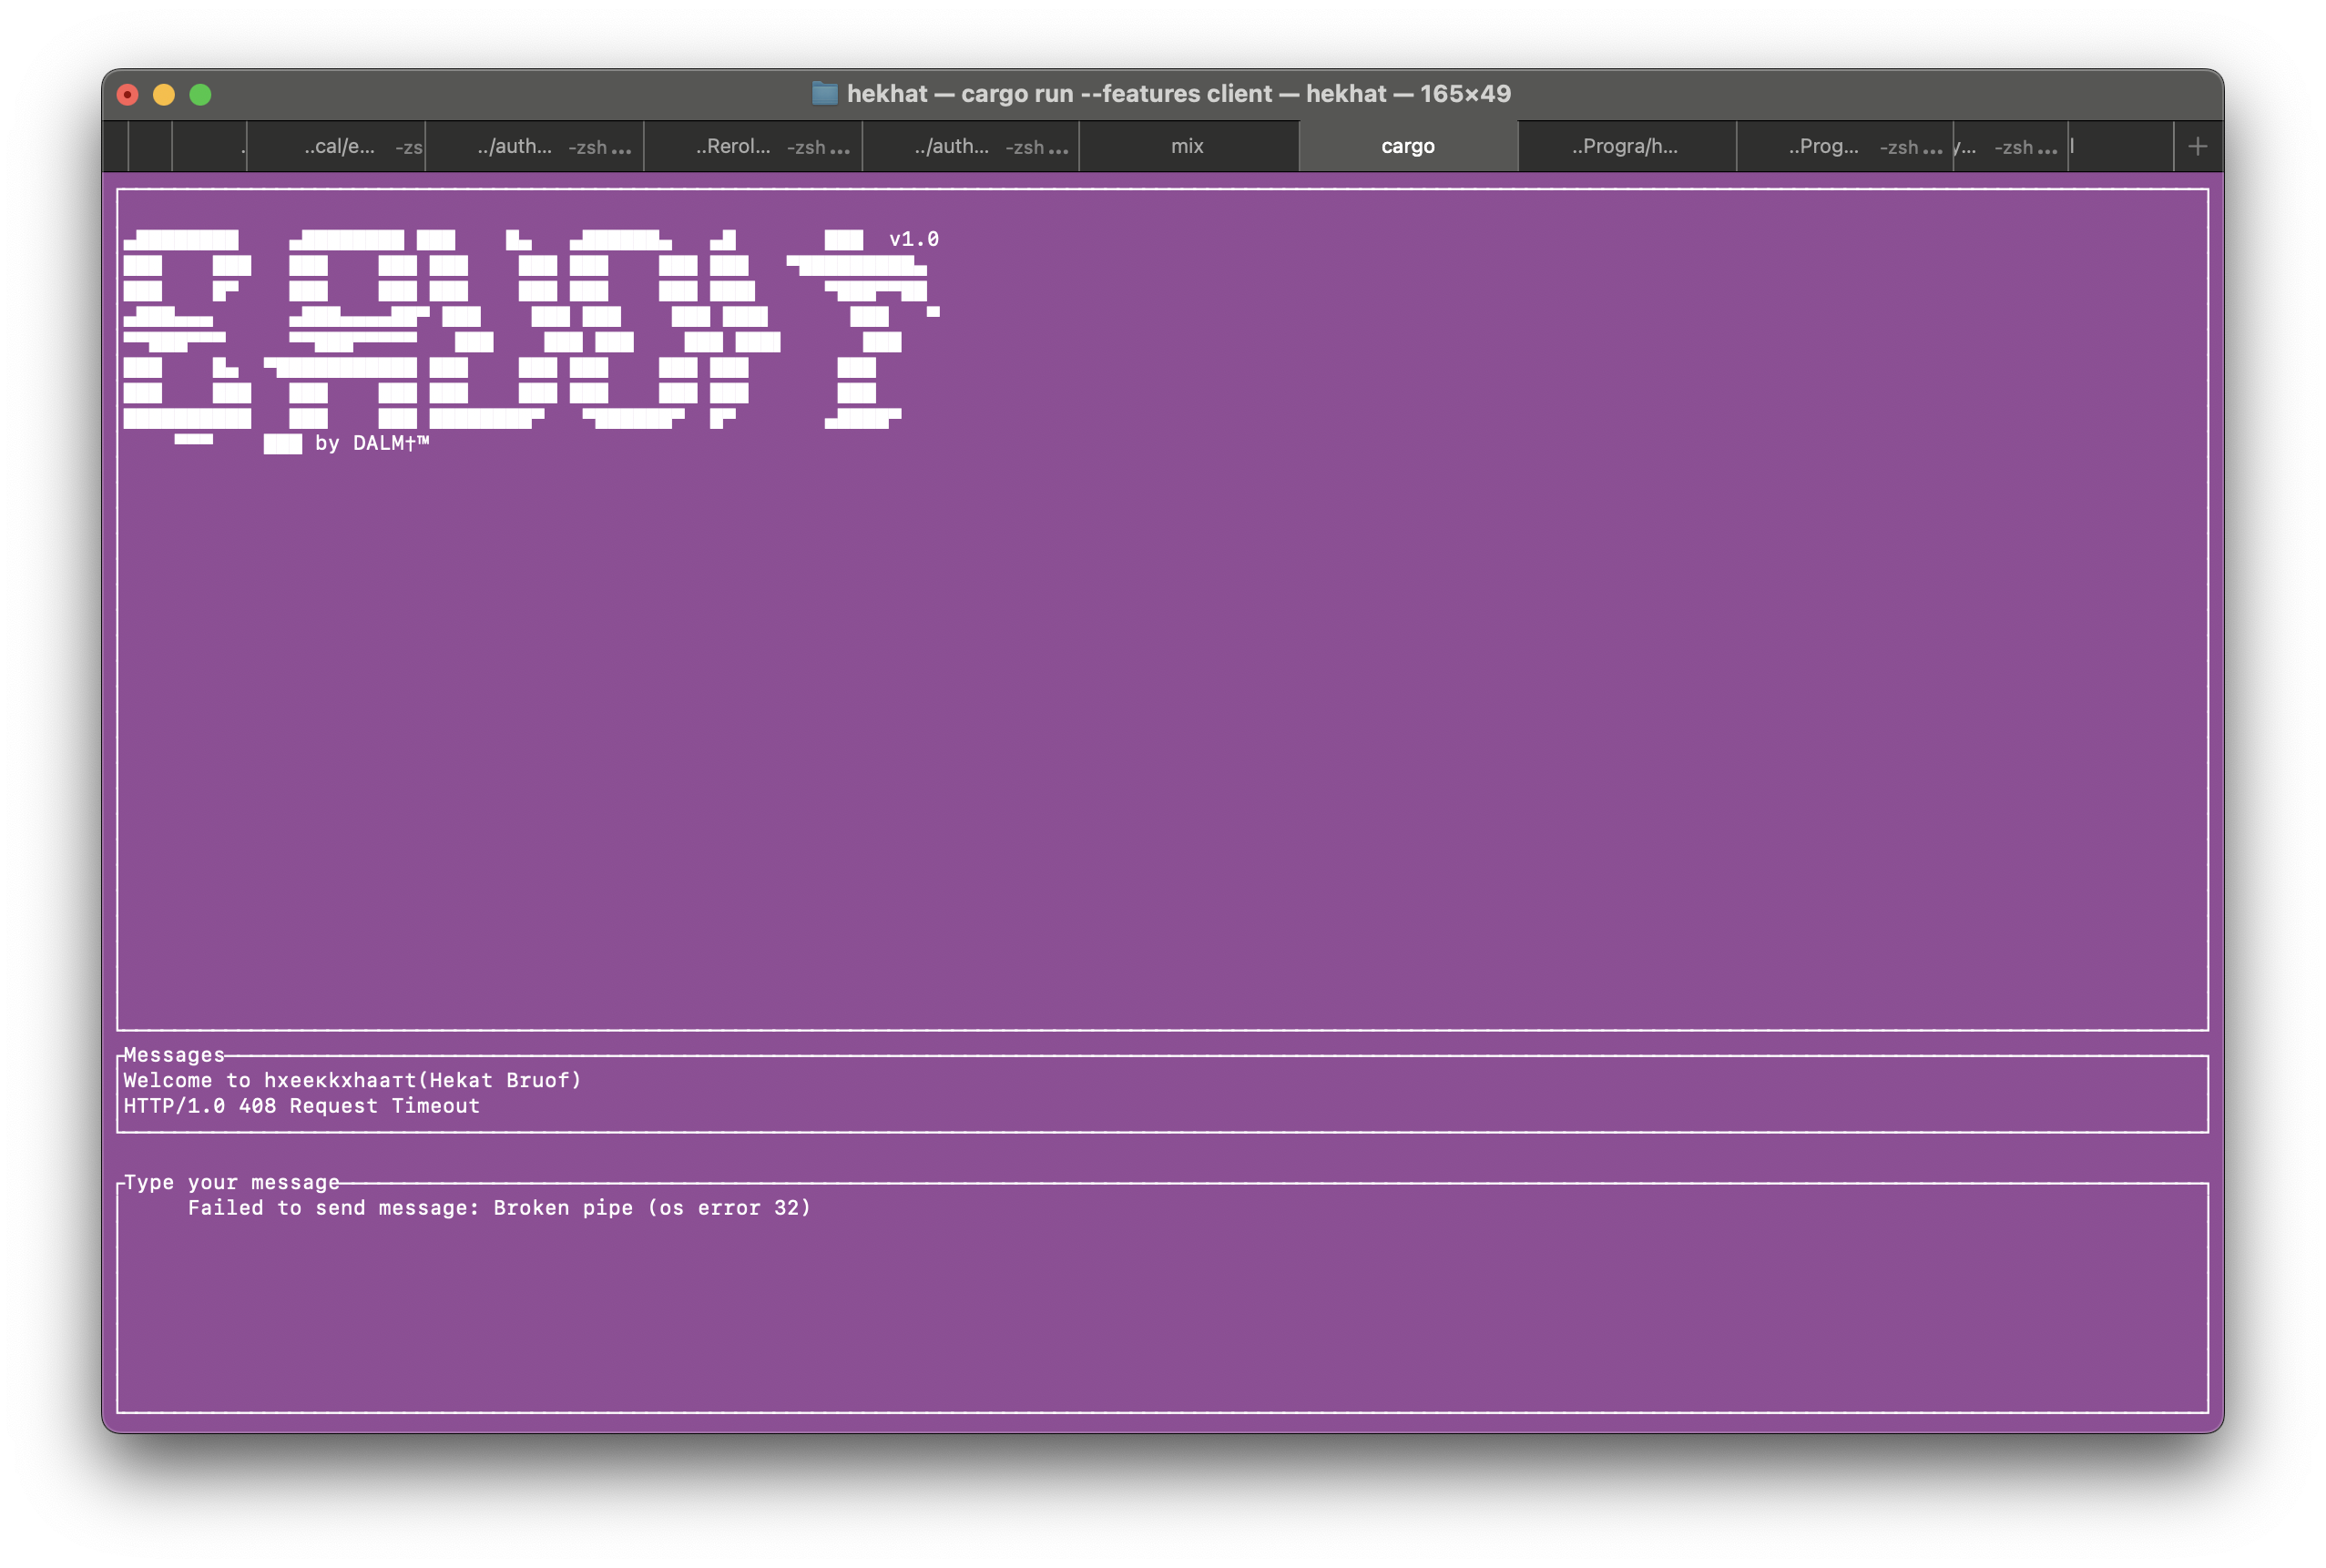 hekhat — cargo run --features client — hekhat — 165×49
..cal/e... -zs
../auth... -zsh ...
..Rerol... -zsh ...
../auth... -zsh ...
mix
cargo
..Progra/h...
..Prog... -zsh ...
y... -zsh ...
v1.0
by DALM†™
Messages
Welcome to hxeeкkxhaaтt(Hekat Bruof)
HTTP/1.0 408 Request Timeout
Type your message
Failed to send message: Broken pipe (os error 32)